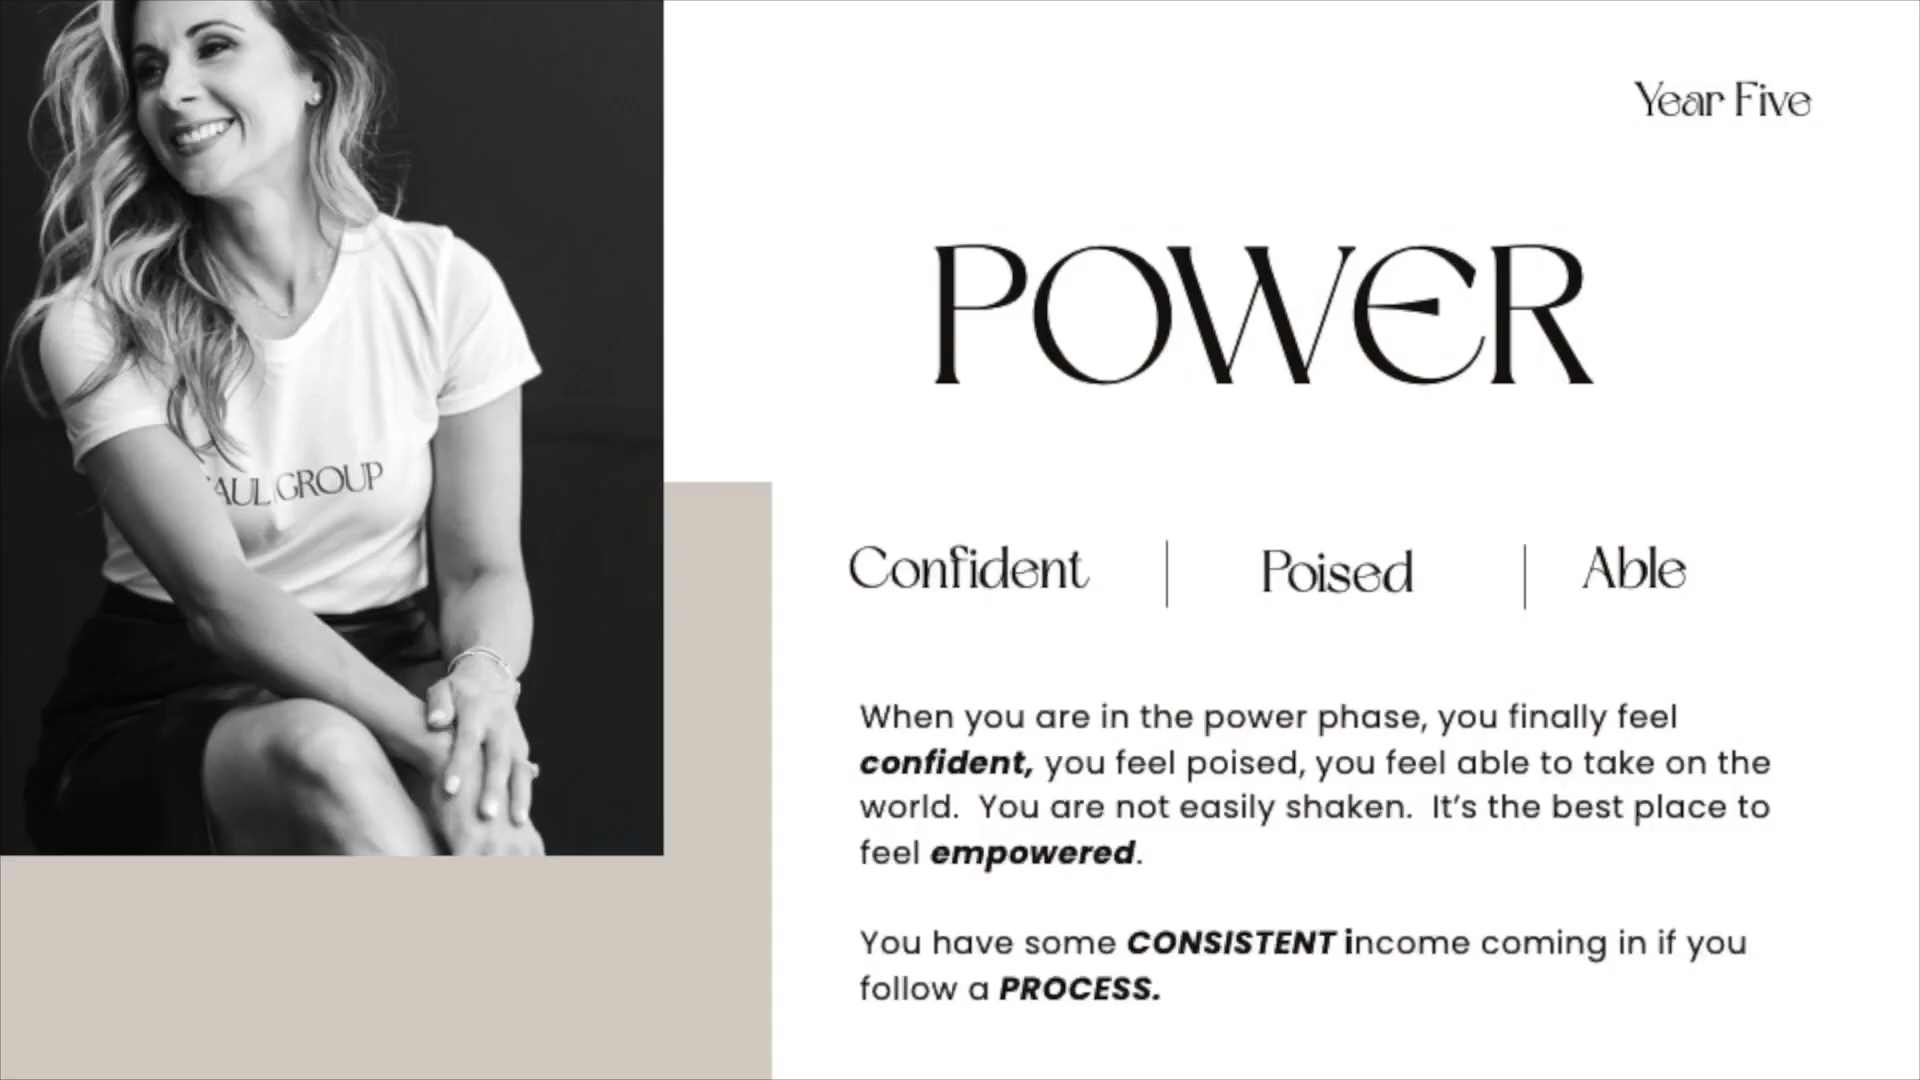 Year Five
POWER
Confident | Poised | Able
When you are in the power phase, you finally feel
confident, you feel poised, you feel able to take on the
world.  You are not easily shaken.  It's the best place to
feel empowered.
You have some CONSISTENT income coming in if you
follow a PROCESS.
AUL GROUP